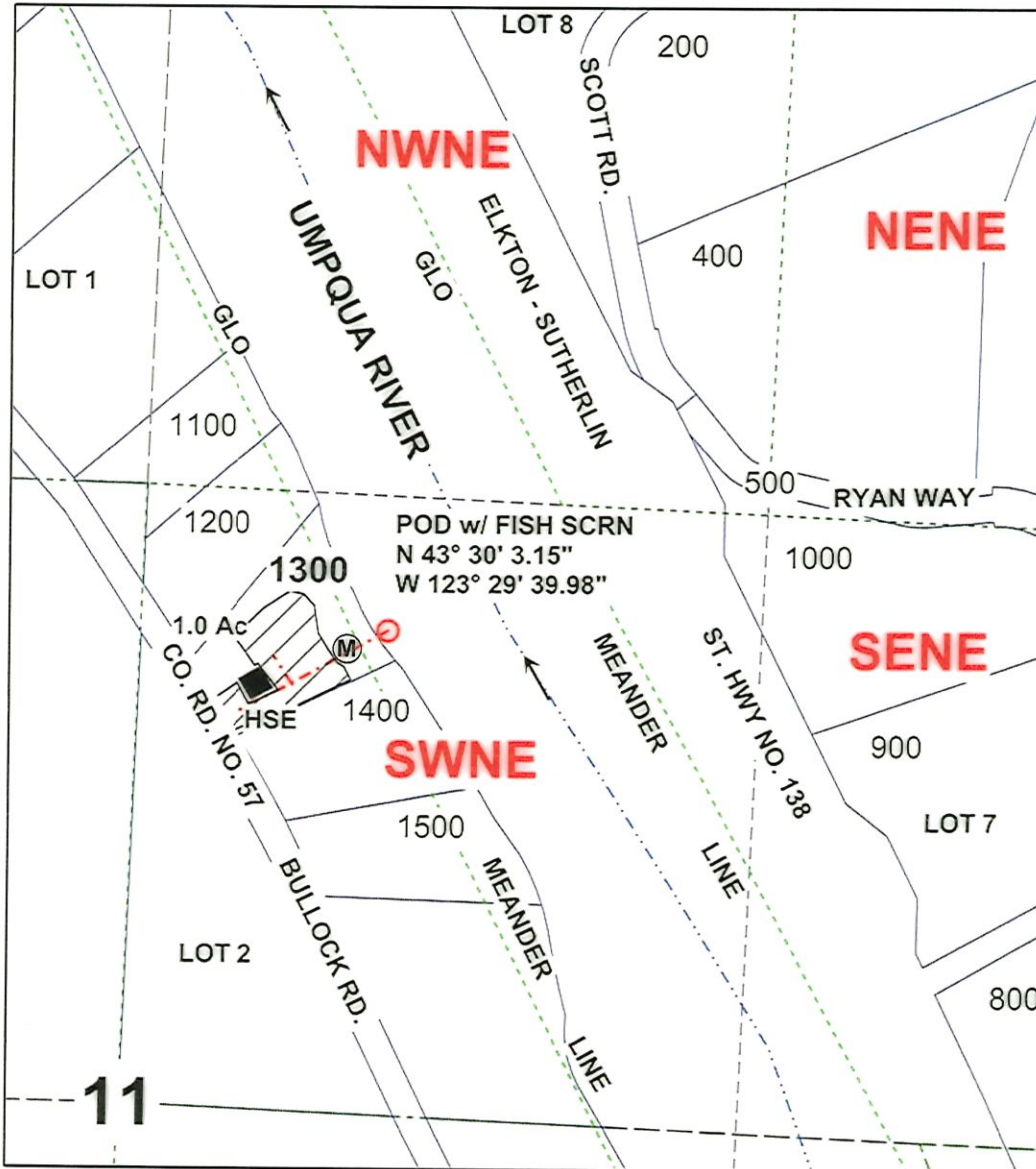 LOT 8
200
SCOTT RD.
NWNE
NENE
UMPQUA RIVER
ELKTON - SUTHERLIN
GLO
400
LOT 1
GLO
1100
500
RYAN WAY
1200
POD w/ FISH SCRN
N 43° 30' 3.15"
W 123° 29' 39.98"
1000
1300
1.0 Ac
M
HSE
1400
CO. RD. NO. 57
MEANDER
ST. HWY NO. 138
SENE
SWNE
900
1500
LOT 7
LINE
MEANDER
BULLOCK RD.
LOT 2
800
LINE
11